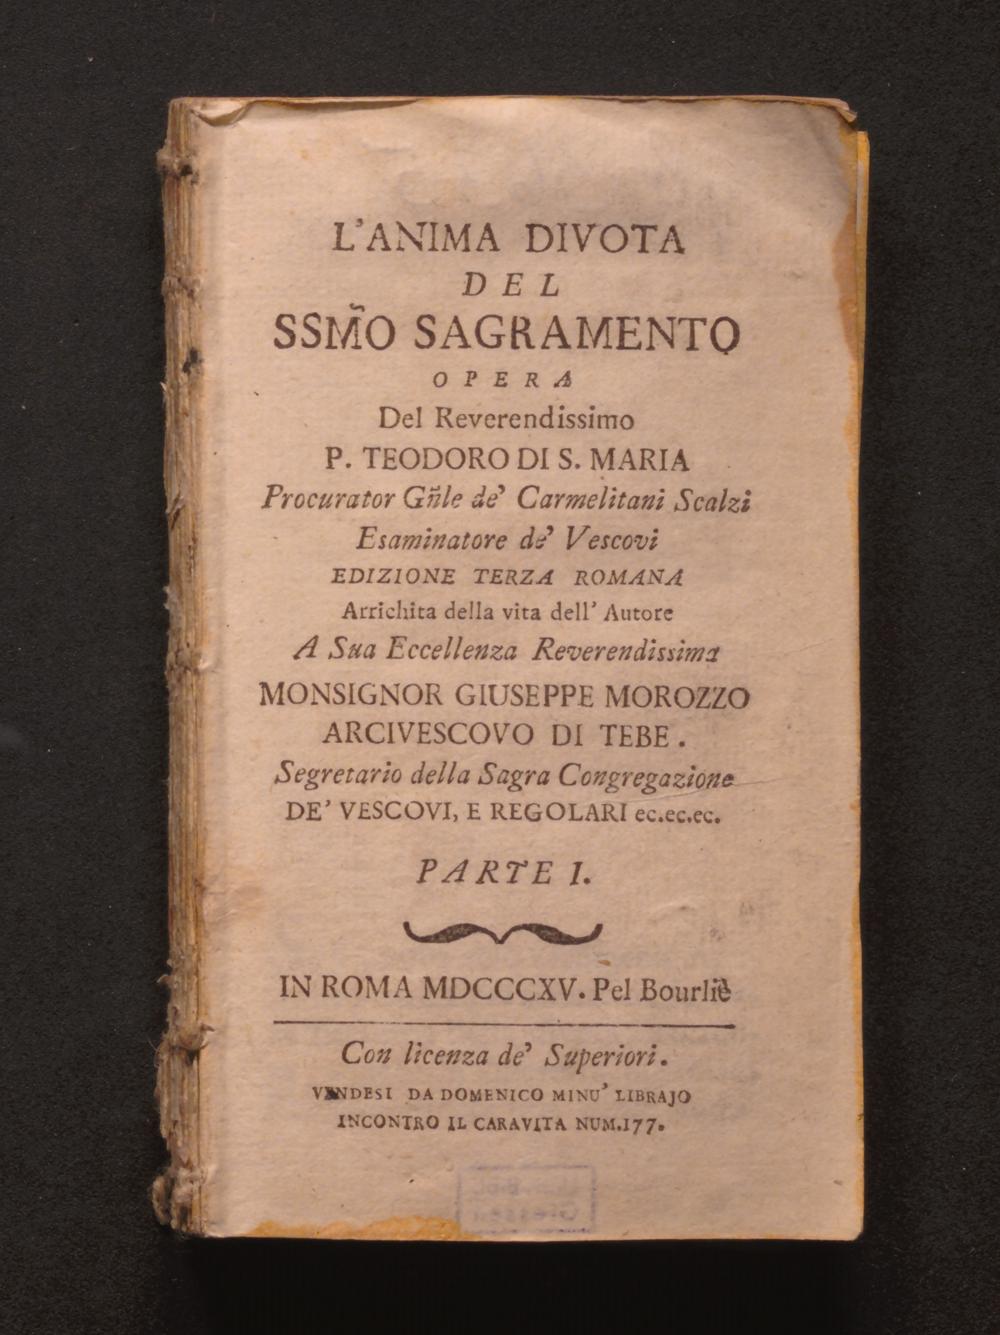 L'ANIMA DIVOTA
DEL
SSM̃O SAGRAMENTO
OPERA
Del Reverendissimo
P. TEODORO DI S. MARIA
Procurator Gñle de' Carmelitani Scalzi
Esaminatore de' Vescovi
EDIZIONE TERZA ROMANA
Arrichita della vita dell' Autore
A Sua Eccellenza Reverendissima
MONSIGNOR GIUSEPPE MOROZZO
ARCIVESCOVO DI TEBE.
Segretario della Sagra Congregazione
DE' VESCOVI, E REGOLARI ec.ec.ec.
PARTE I.
IN ROMA MDCCCXV. Pel Bourliè
Con licenza de' Superiori.
VENDESI DA DOMENICO MINU' LIBRAJO
INCONTRO IL CARAVITA NUM.177.